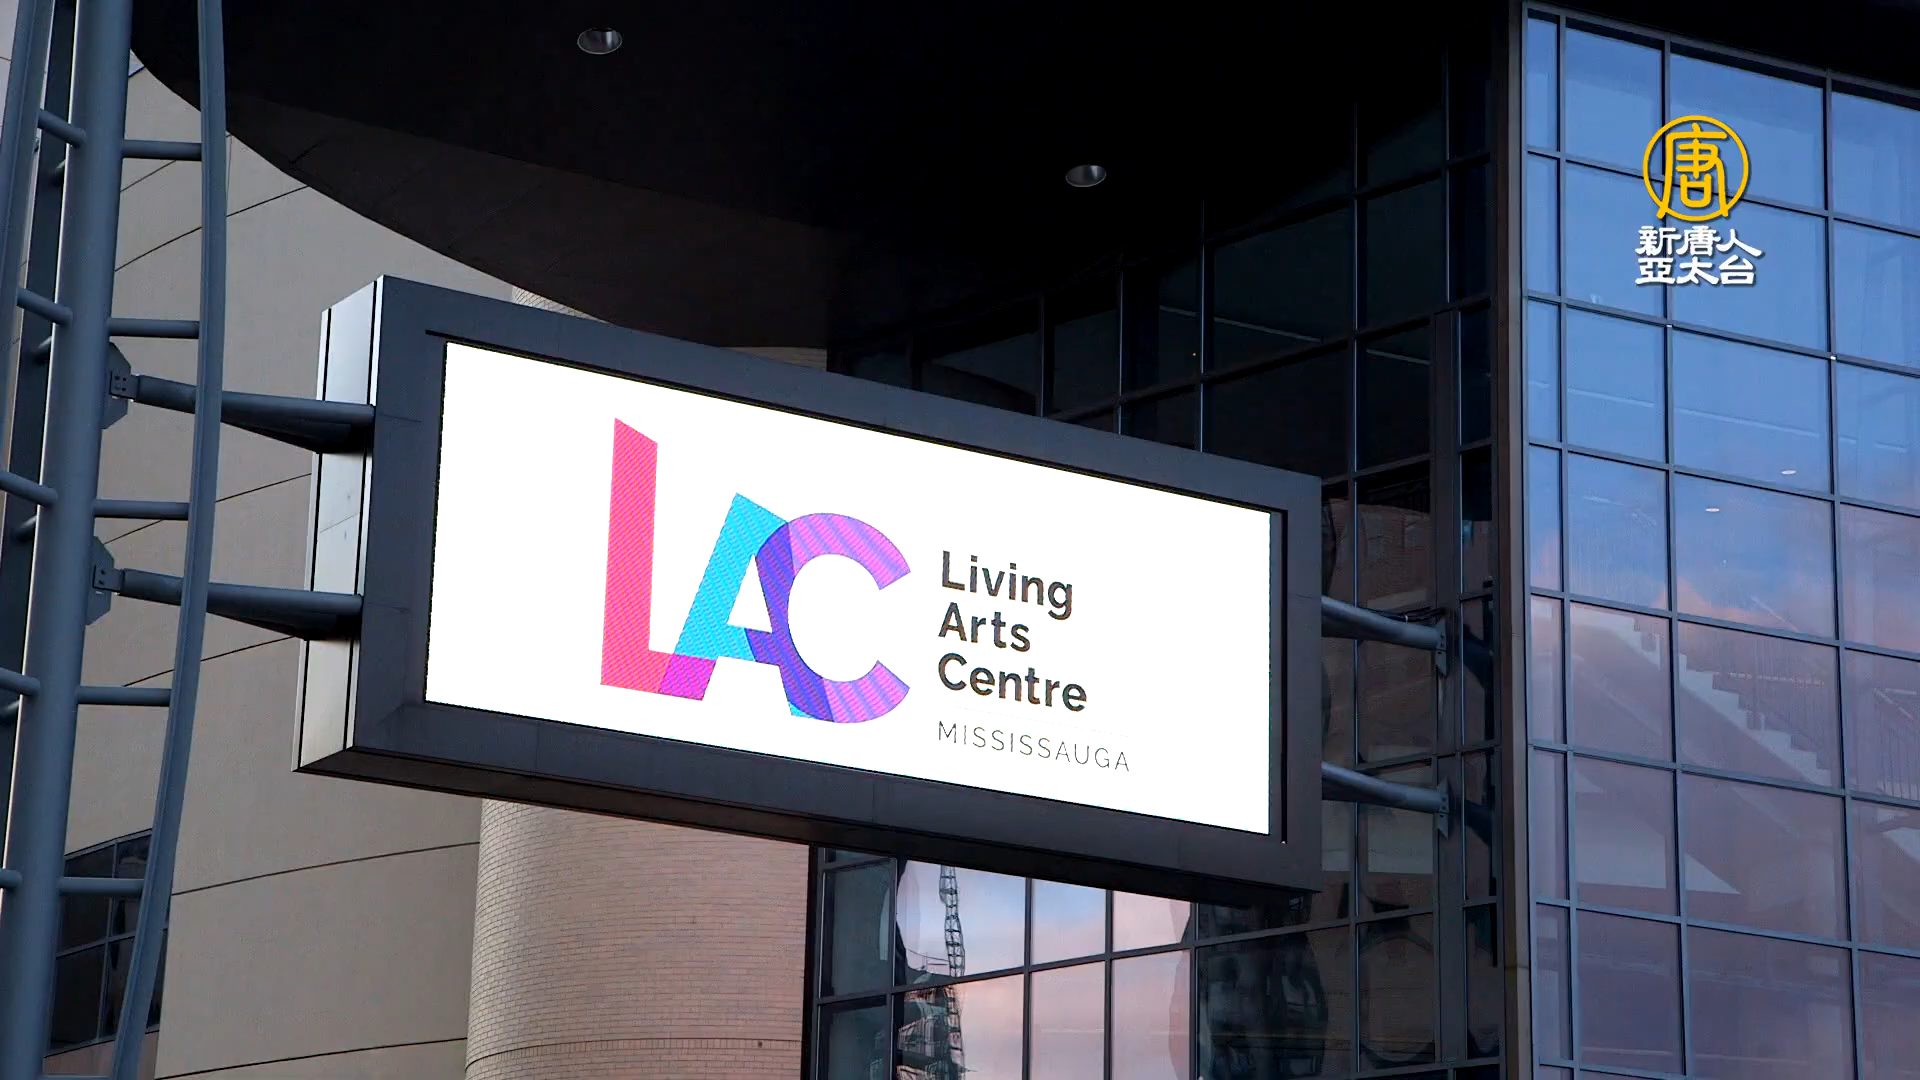 LAC
Living
Arts
Centre
MISSISSAUGA
唐
新唐人
亞太台